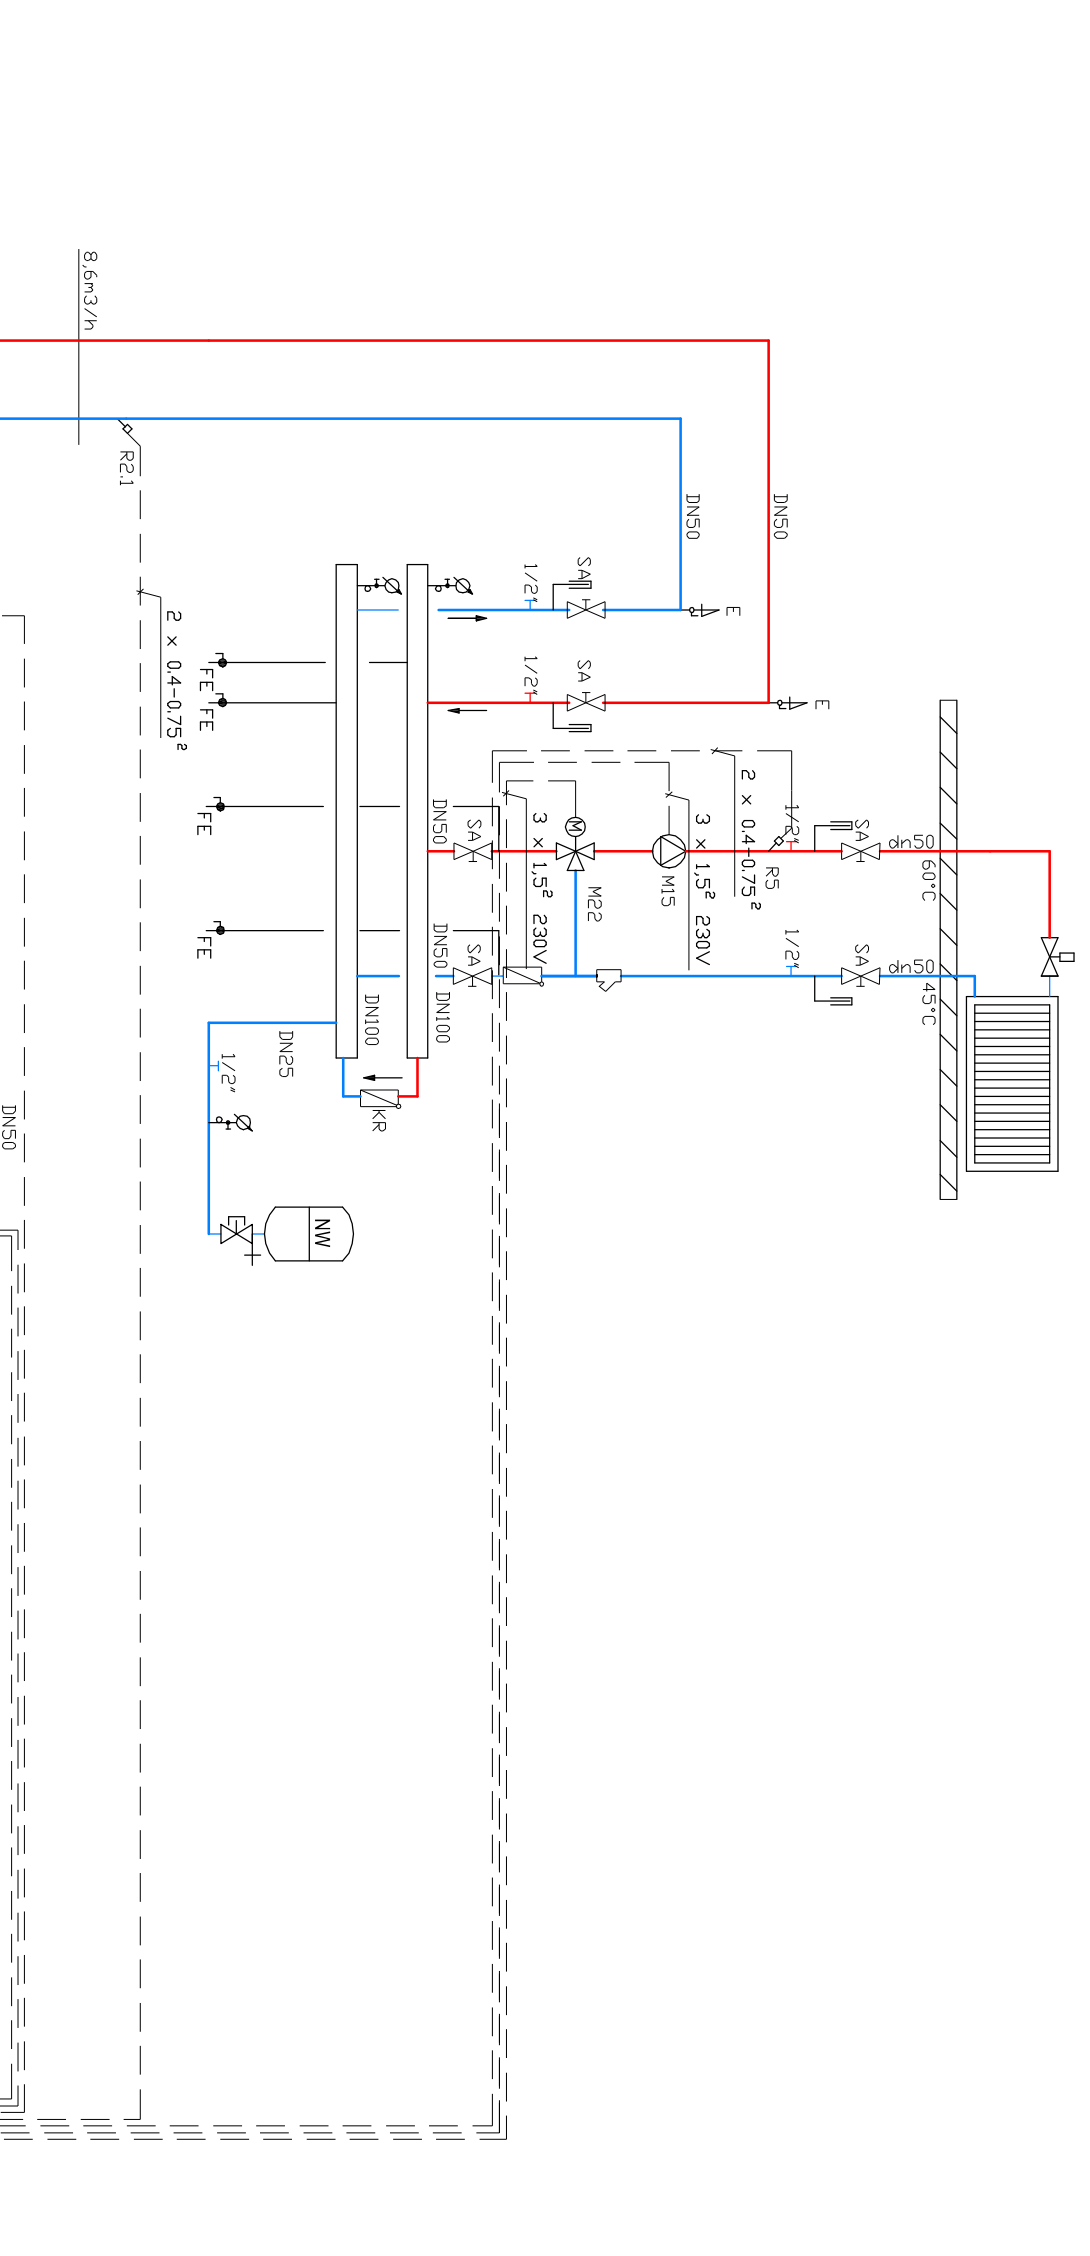 8,6m3/h
R2.1
2 x 0.4-0.75²
DN50
DN50
E
E
SA
SA
1/2"
1/2"
FE
FE
FE
FE
DN50
SA
M
M22
3 x 1,5² 230V
M15
3 x 1,5² 230V
2 x 0.4-0.75²
R5
1/2"
SA
dn50
60°C
DN50
SA
1/2"
SA
dn50
45°C
DN100
DN100
DN25
1/2"
KR
NW
DN50